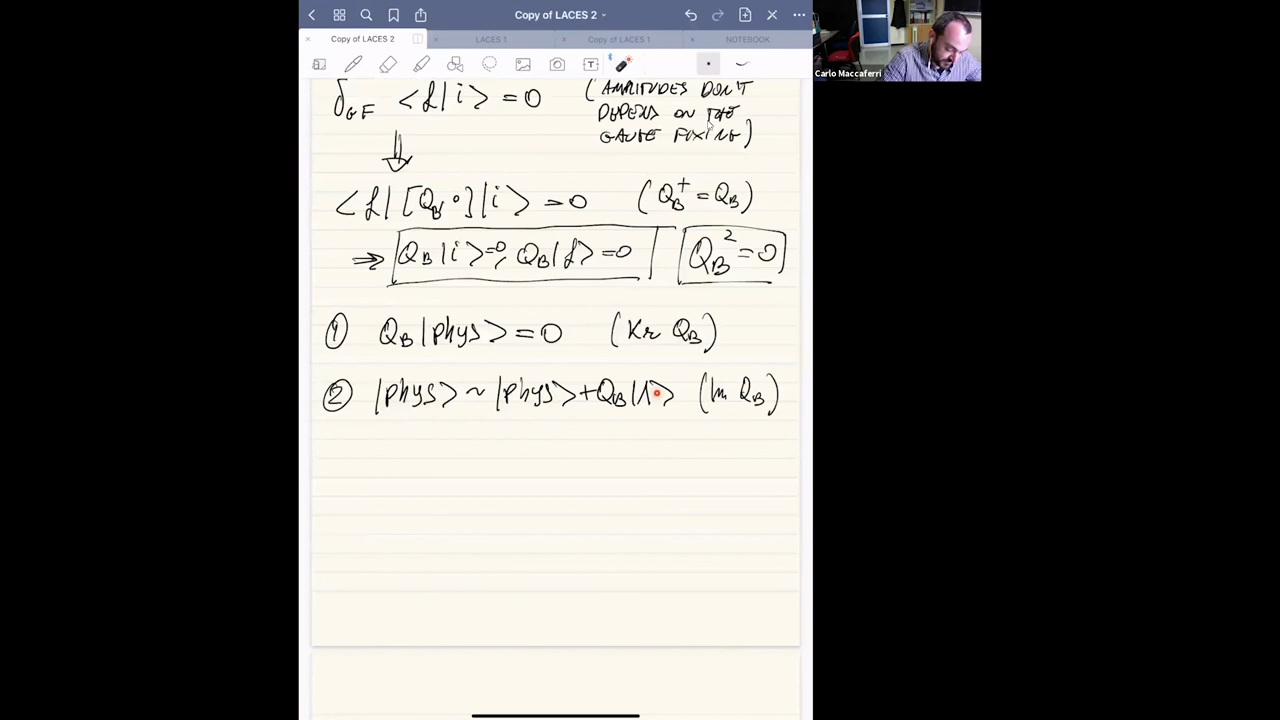 Copy of LACES 2
Carlo Maccaferri
Copy of LACES 2
LACES 1
Copy of LACES 1
NOTEBOOK
δ_GF <f|i> = 0 (AMPLITUDES DON'T
DEPEND ON THE
GAUGE FIXING)
⇓
<f|[Q_B, ∘]|i> = 0 (Q_B^† = Q_B)
⇒ Q_B|i> = 0, Q_B|f> = 0 Q_B^2 = 0
① Q_B|phys> = 0 (Kr Q_B)
② |phys> ~ |phys> + Q_B|Λ> (Im Q_B)